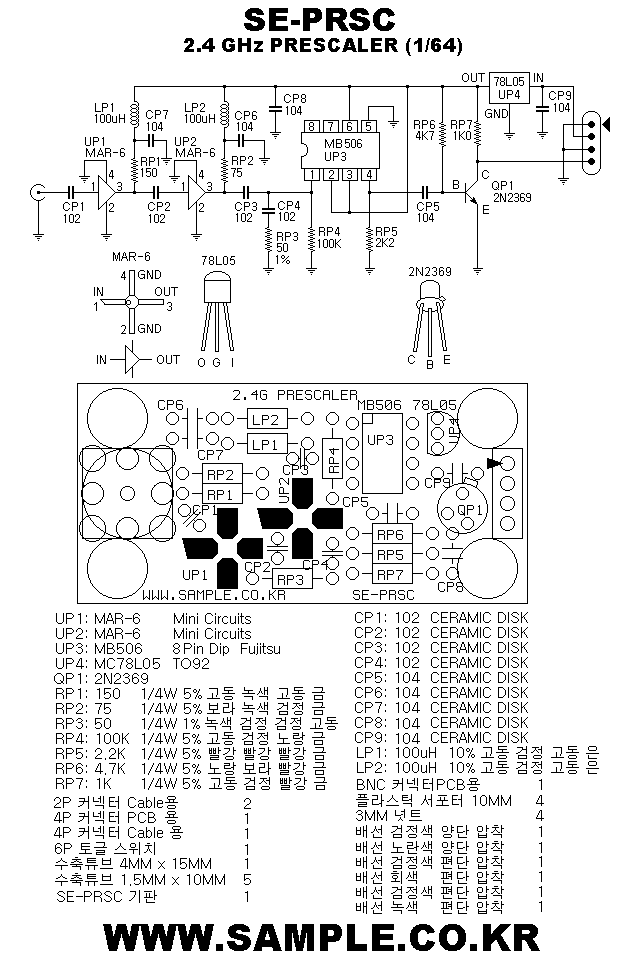 SE-PRSC
2.4 GHz PRESCALER (1/64)
OUT 78L05 UP4 IN
GND
CP9 104
LP1 100uH
CP7 104
LP2 100uH
CP6 104
CP8 104
UP1 MAR-6
RP1 150
UP2 MAR-6
RP2 75
8 7 6 5
MB506 UP3
1 2 3 4
RP6 4K7
RP7 1K0
1 3 4 2
1 3 4 2
CP1 102
CP2 102
CP3 102
CP4 102
RP3 50 1%
RP4 100K
RP5 2K2
CP5 104
B C E
QP1 2N2369
MAR-6
4 GND
IN 1
OUT 3
2 GND
IN OUT
78L05
O G I
2N2369
C B E
2.4G PRESCALER
CP6
LP2
LP1
MB506
78L05
UP3
UP4
RP4
CP7
CP3
RP2
RP1
UP2
CP9
CP1
CP5
QP1
RP6
RP5
RP7
UP1
CP2
RP3
CP4
CP8
WWW.SAMPLE.CO.KR
SE-PRSC
UP1: MAR-6 Mini Circuits
UP2: MAR-6 Mini Circuits
UP3: MB506 8Pin Dip Fujitsu
UP4: MC78L05 TO92
QP1: 2N2369
RP1: 150 1/4W 5% 고동 녹색 고동 금
RP2: 75 1/4W 5% 보라 녹색 검정 금
RP3: 50 1/4W 1% 녹색 검정 검정 고동
RP4: 100K 1/4W 5% 고동 검정 노랑 금
RP5: 2.2K 1/4W 5% 빨강 빨강 빨강 금
RP6: 4.7K 1/4W 5% 노랑 보라 빨강 금
RP7: 1K 1/4W 5% 고동 검정 빨강 금
2P 커넥터 Cable용 2
4P 커넥터 PCB 용 1
4P 커넥터 Cable 용 1
6P 토글 스위치 1
수축튜브 4MM x 15MM 1
수축튜브 1.5MM x 10MM 5
SE-PRSC 기판 1
CP1: 102 CERAMIC DISK
CP2: 102 CERAMIC DISK
CP3: 102 CERAMIC DISK
CP4: 102 CERAMIC DISK
CP5: 104 CERAMIC DISK
CP6: 104 CERAMIC DISK
CP7: 104 CERAMIC DISK
CP8: 104 CERAMIC DISK
CP9: 104 CERAMIC DISK
LP1: 100uH 10% 고동 검정 고동 은
LP2: 100uH 10% 고동 검정 고동 은
BNC 커넥터PCB용 1
플라스틱 서포터 10MM 4
3MM 넛트 4
배선 검정색 양단 압착 1
배선 노란색 양단 압착 1
배선 검정색 편단 압착 1
배선 회색 편단 압착 1
배선 검정색 편단 압착 1
배선 녹색 편단 압착 1
WWW.SAMPLE.CO.KR